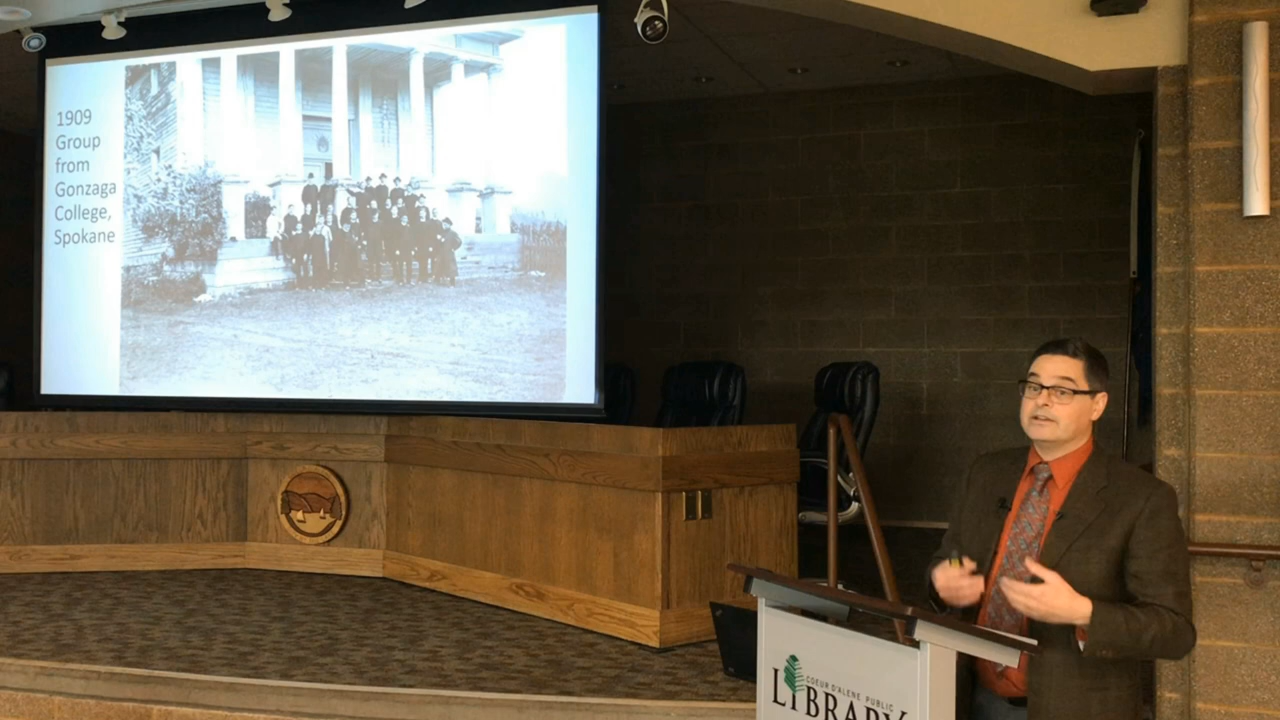 1909
Group
from
Gonzaga
College,
Spokane
COEUR D'ALENE PUBLIC
LIBRARY